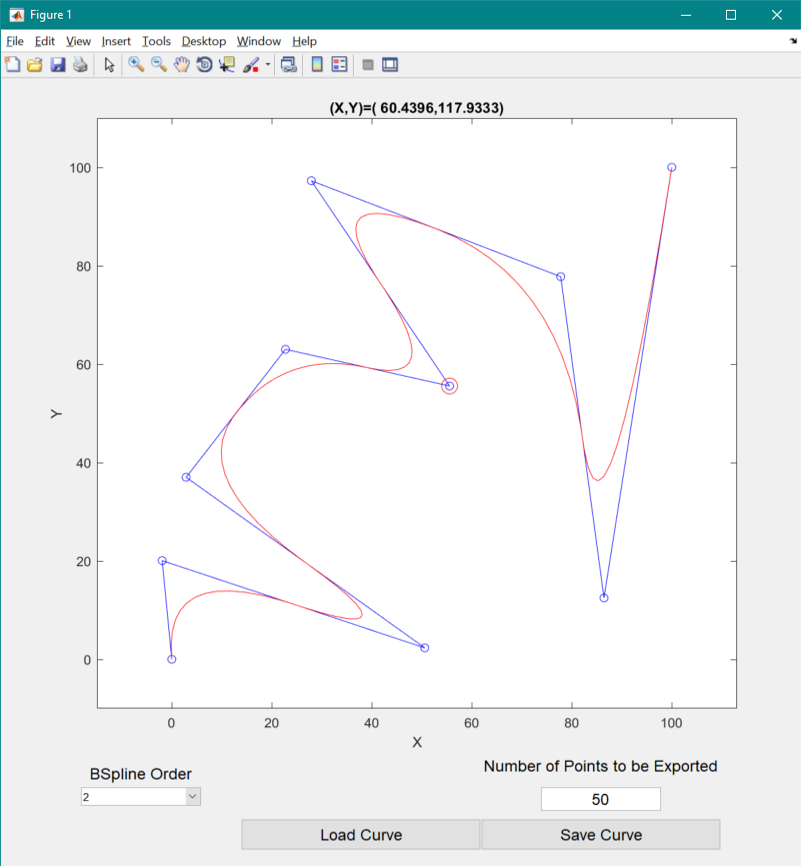 Figure 1
File Edit View Insert Tools Desktop Window Help
(X,Y)=( 60.4396,117.9333)
100
80
60
40
20
0
Y
0 20 40 60 80 100
X
BSpline Order
2
Number of Points to be Exported
50
Load Curve
Save Curve